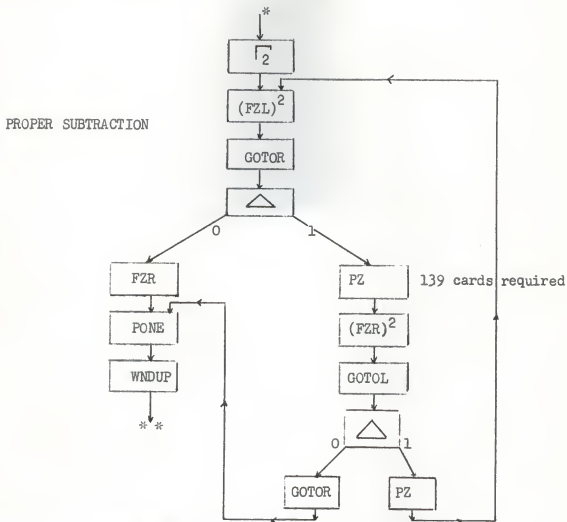 *
Γ2
(FZL)²
PROPER SUBTRACTION
GOTOR
△
0 1
FZR
PZ
139 cards required
PONE
(FZR)²
WNDUP
GOTOL
* *
△
0 1
GOTOR
PZ